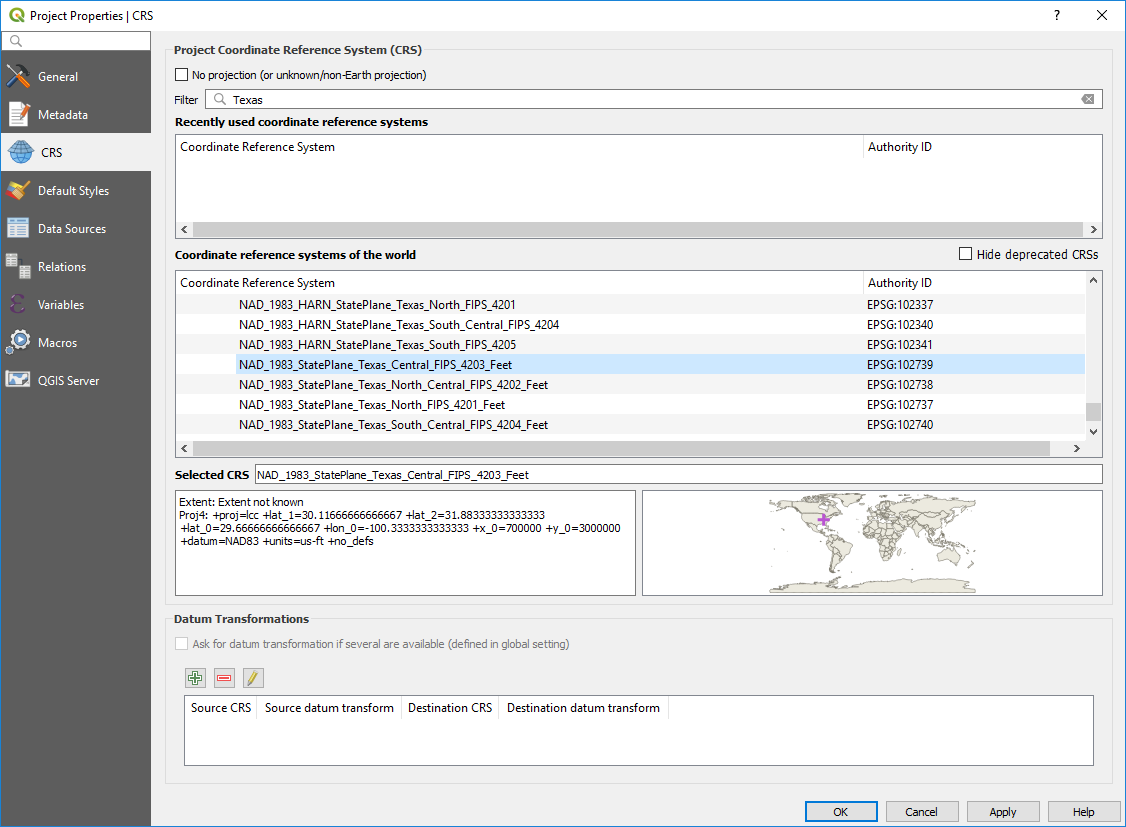 Project Properties | CRS
?
General
Metadata
CRS
Default Styles
Data Sources
Relations
Variables
Macros
QGIS Server
Project Coordinate Reference System (CRS)
No projection (or unknown/non-Earth projection)
Filter Texas
Recently used coordinate reference systems
Coordinate Reference System Authority ID
Coordinate reference systems of the world Hide deprecated CRSs
Coordinate Reference System Authority ID
NAD_1983_HARN_StatePlane_Texas_North_FIPS_4201 EPSG:102337
NAD_1983_HARN_StatePlane_Texas_South_Central_FIPS_4204 EPSG:102340
NAD_1983_HARN_StatePlane_Texas_South_FIPS_4205 EPSG:102341
NAD_1983_StatePlane_Texas_Central_FIPS_4203_Feet EPSG:102739
NAD_1983_StatePlane_Texas_North_Central_FIPS_4202_Feet EPSG:102738
NAD_1983_StatePlane_Texas_North_FIPS_4201_Feet EPSG:102737
NAD_1983_StatePlane_Texas_South_Central_FIPS_4204_Feet EPSG:102740
Selected CRS NAD_1983_StatePlane_Texas_Central_FIPS_4203_Feet
Extent: Extent not known
Proj4: +proj=lcc +lat_1=30.11666666666667 +lat_2=31.88333333333333
+lat_0=29.66666666666667 +lon_0=-100.3333333333333 +x_0=700000 +y_0=3000000
+datum=NAD83 +units=us-ft +no_defs
Datum Transformations
Ask for datum transformation if several are available (defined in global setting)
Source CRS Source datum transform Destination CRS Destination datum transform
OK Cancel Apply Help